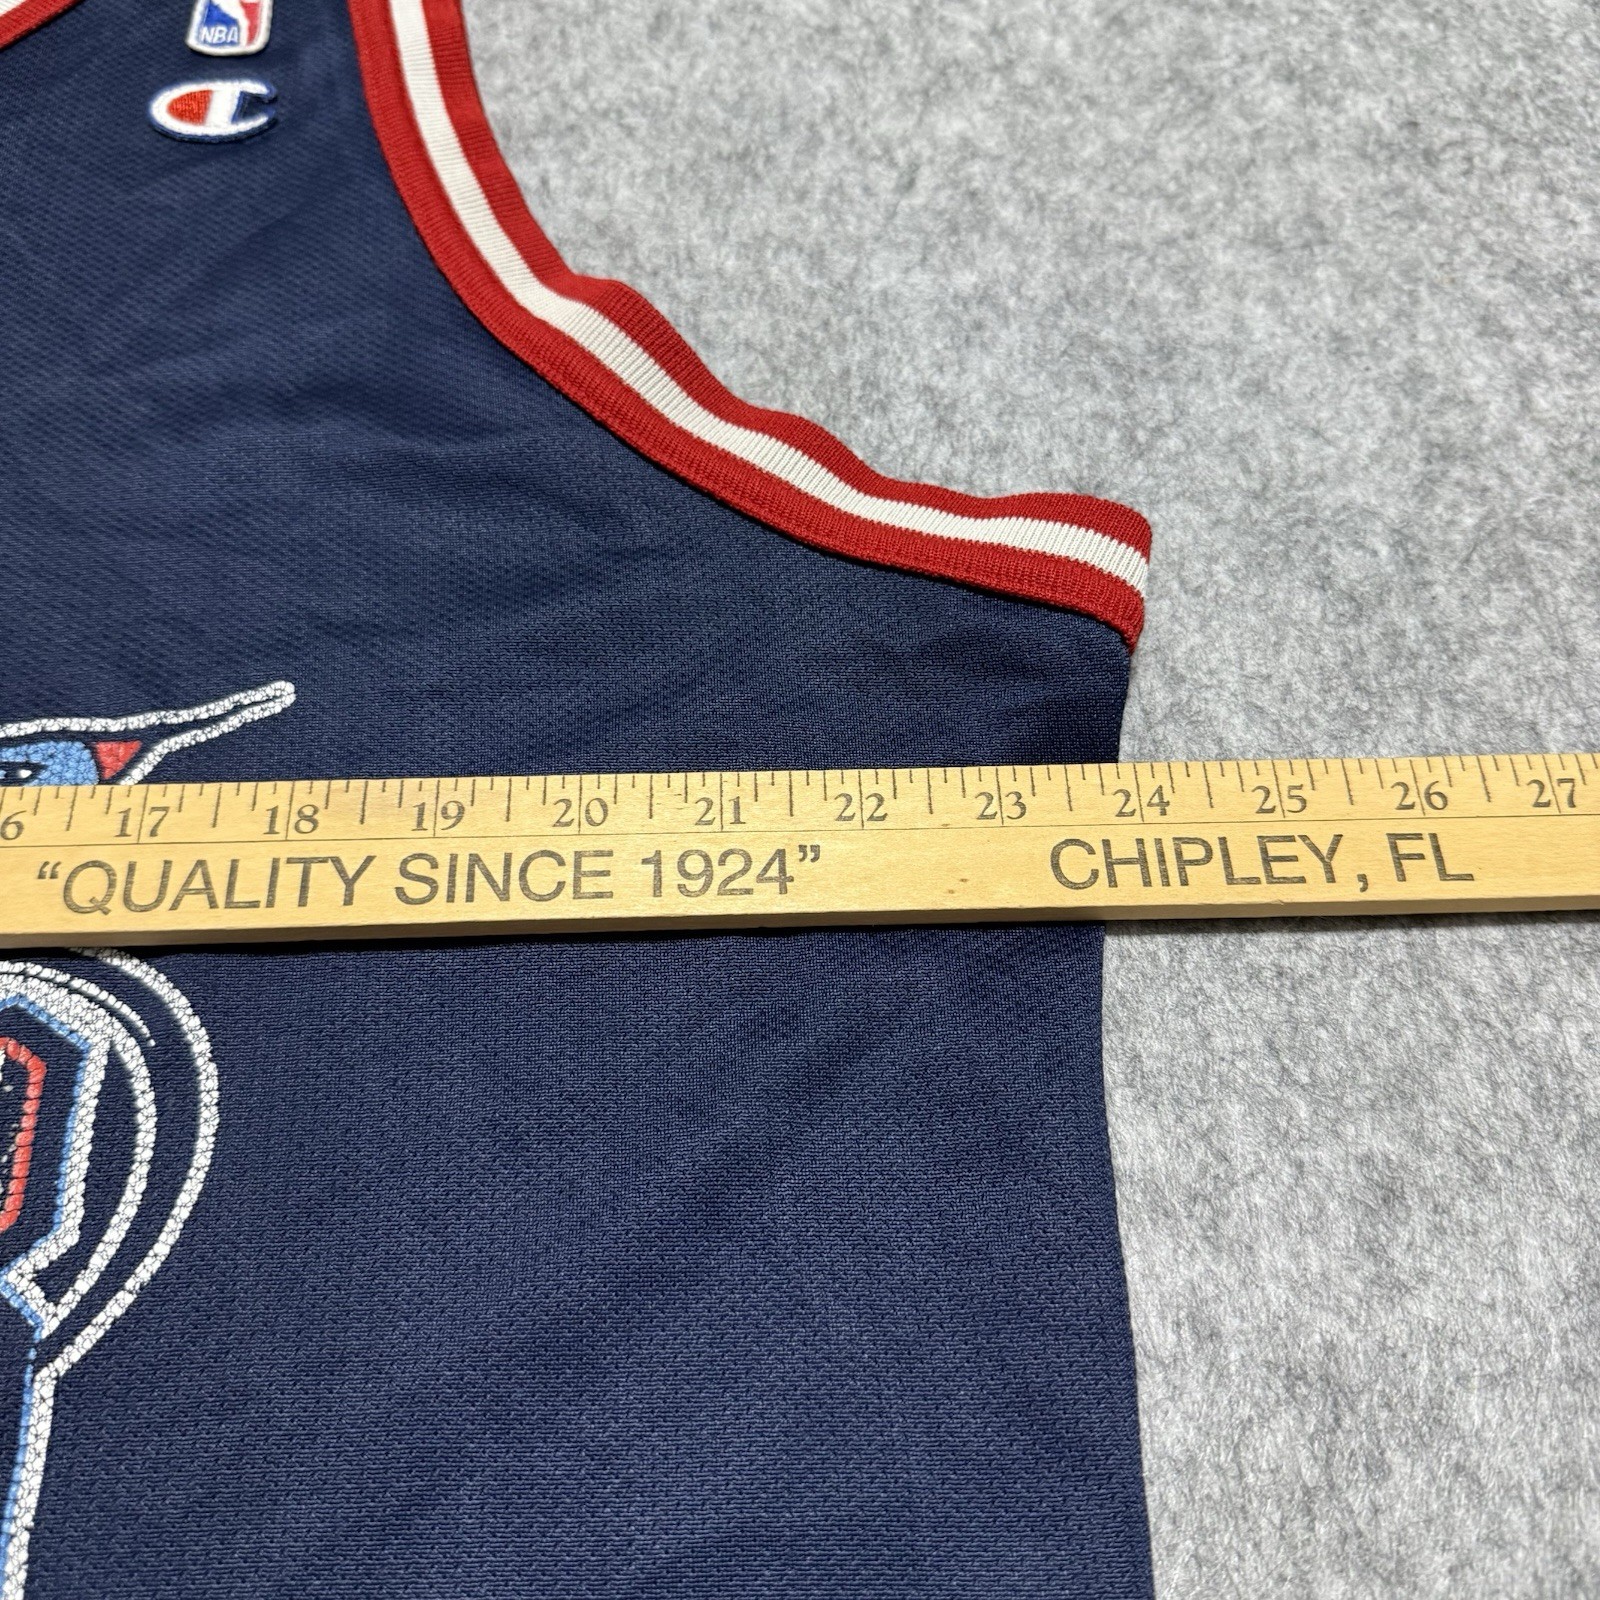 NBA
6 17 18 19 20 21 22 23 24 25 26 27
“QUALITY SINCE 1924” CHIPLEY, FL